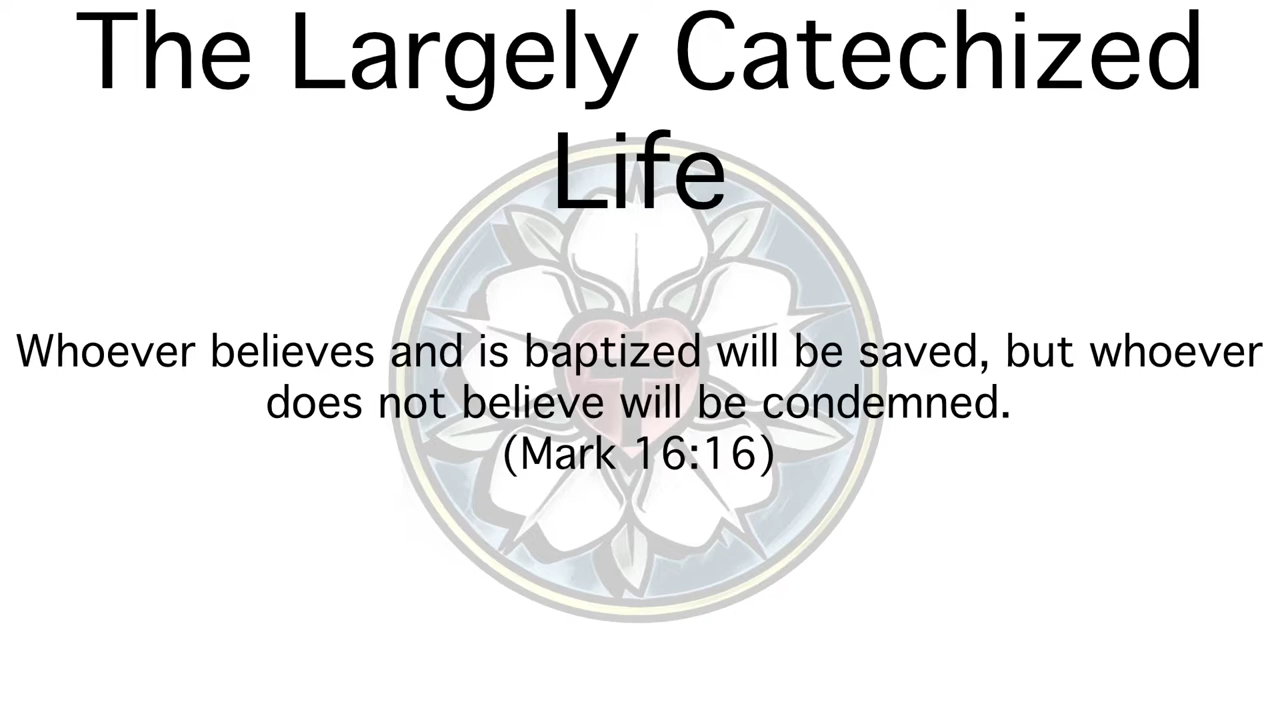 The Largely Catechized
Life
Whoever believes and is baptized will be saved, but whoever
does not believe will be condemned.
(Mark 16:16)